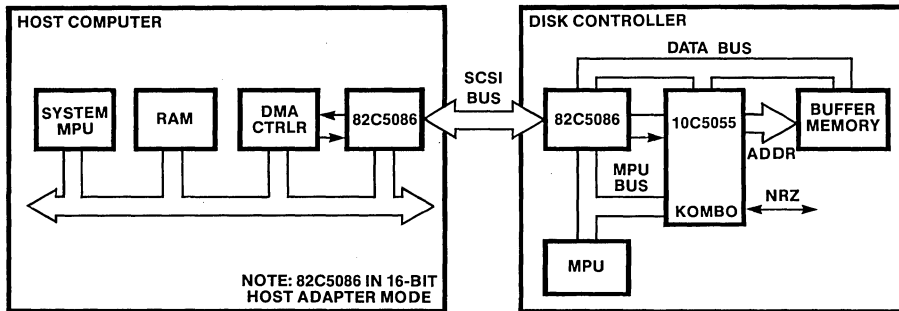 HOST COMPUTER
SYSTEM
MPU
RAM
DMA
CTRLR
82C5086
NOTE: 82C5086 IN 16-BIT
HOST ADAPTER MODE
SCSI
BUS
DISK CONTROLLER
DATA BUS
82C5086
10C5055
KOMBO
BUFFER
MEMORY
ADDR
MPU
BUS
NRZ
MPU